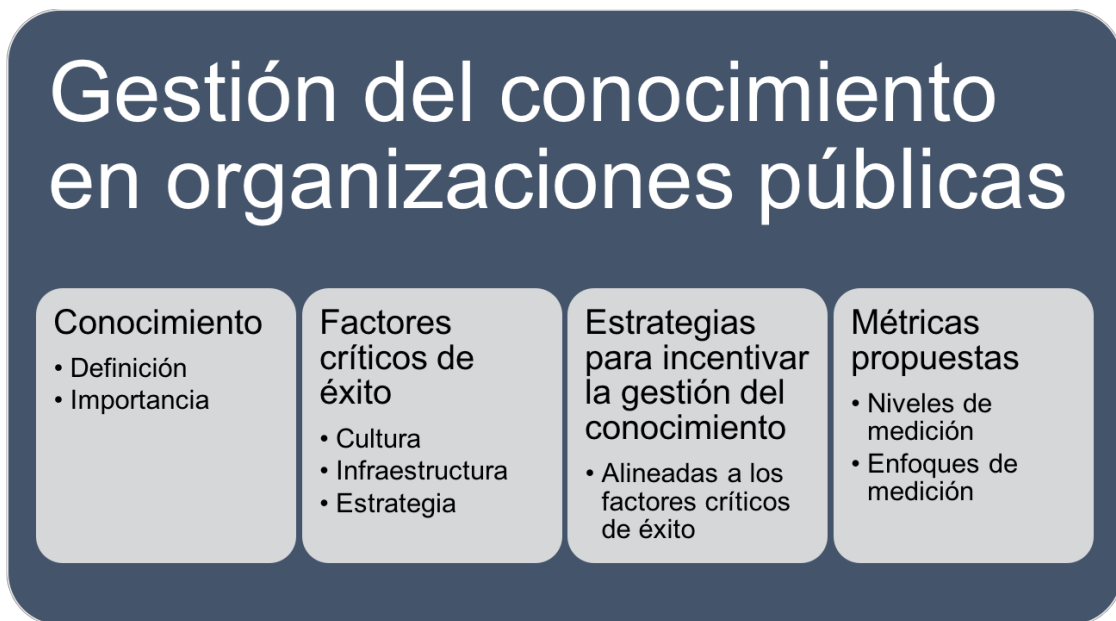 Gestión del conocimiento
en organizaciones públicas
Conocimiento
• Definición
• Importancia
Factores
críticos de
éxito
• Cultura
• Infraestructura
• Estrategia
Estrategias
para incentivar
la gestión del
conocimiento
• Alineadas a los
factores críticos
de éxito
Métricas
propuestas
• Niveles de
medición
• Enfoques de
medición